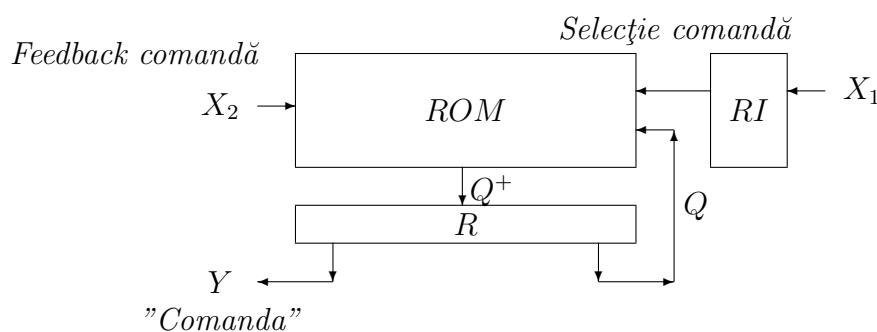 Selecţie comandă
Feedback comandă
X₂
ROM
RI
X₁
Q⁺
R
Q
Y
”Comanda”